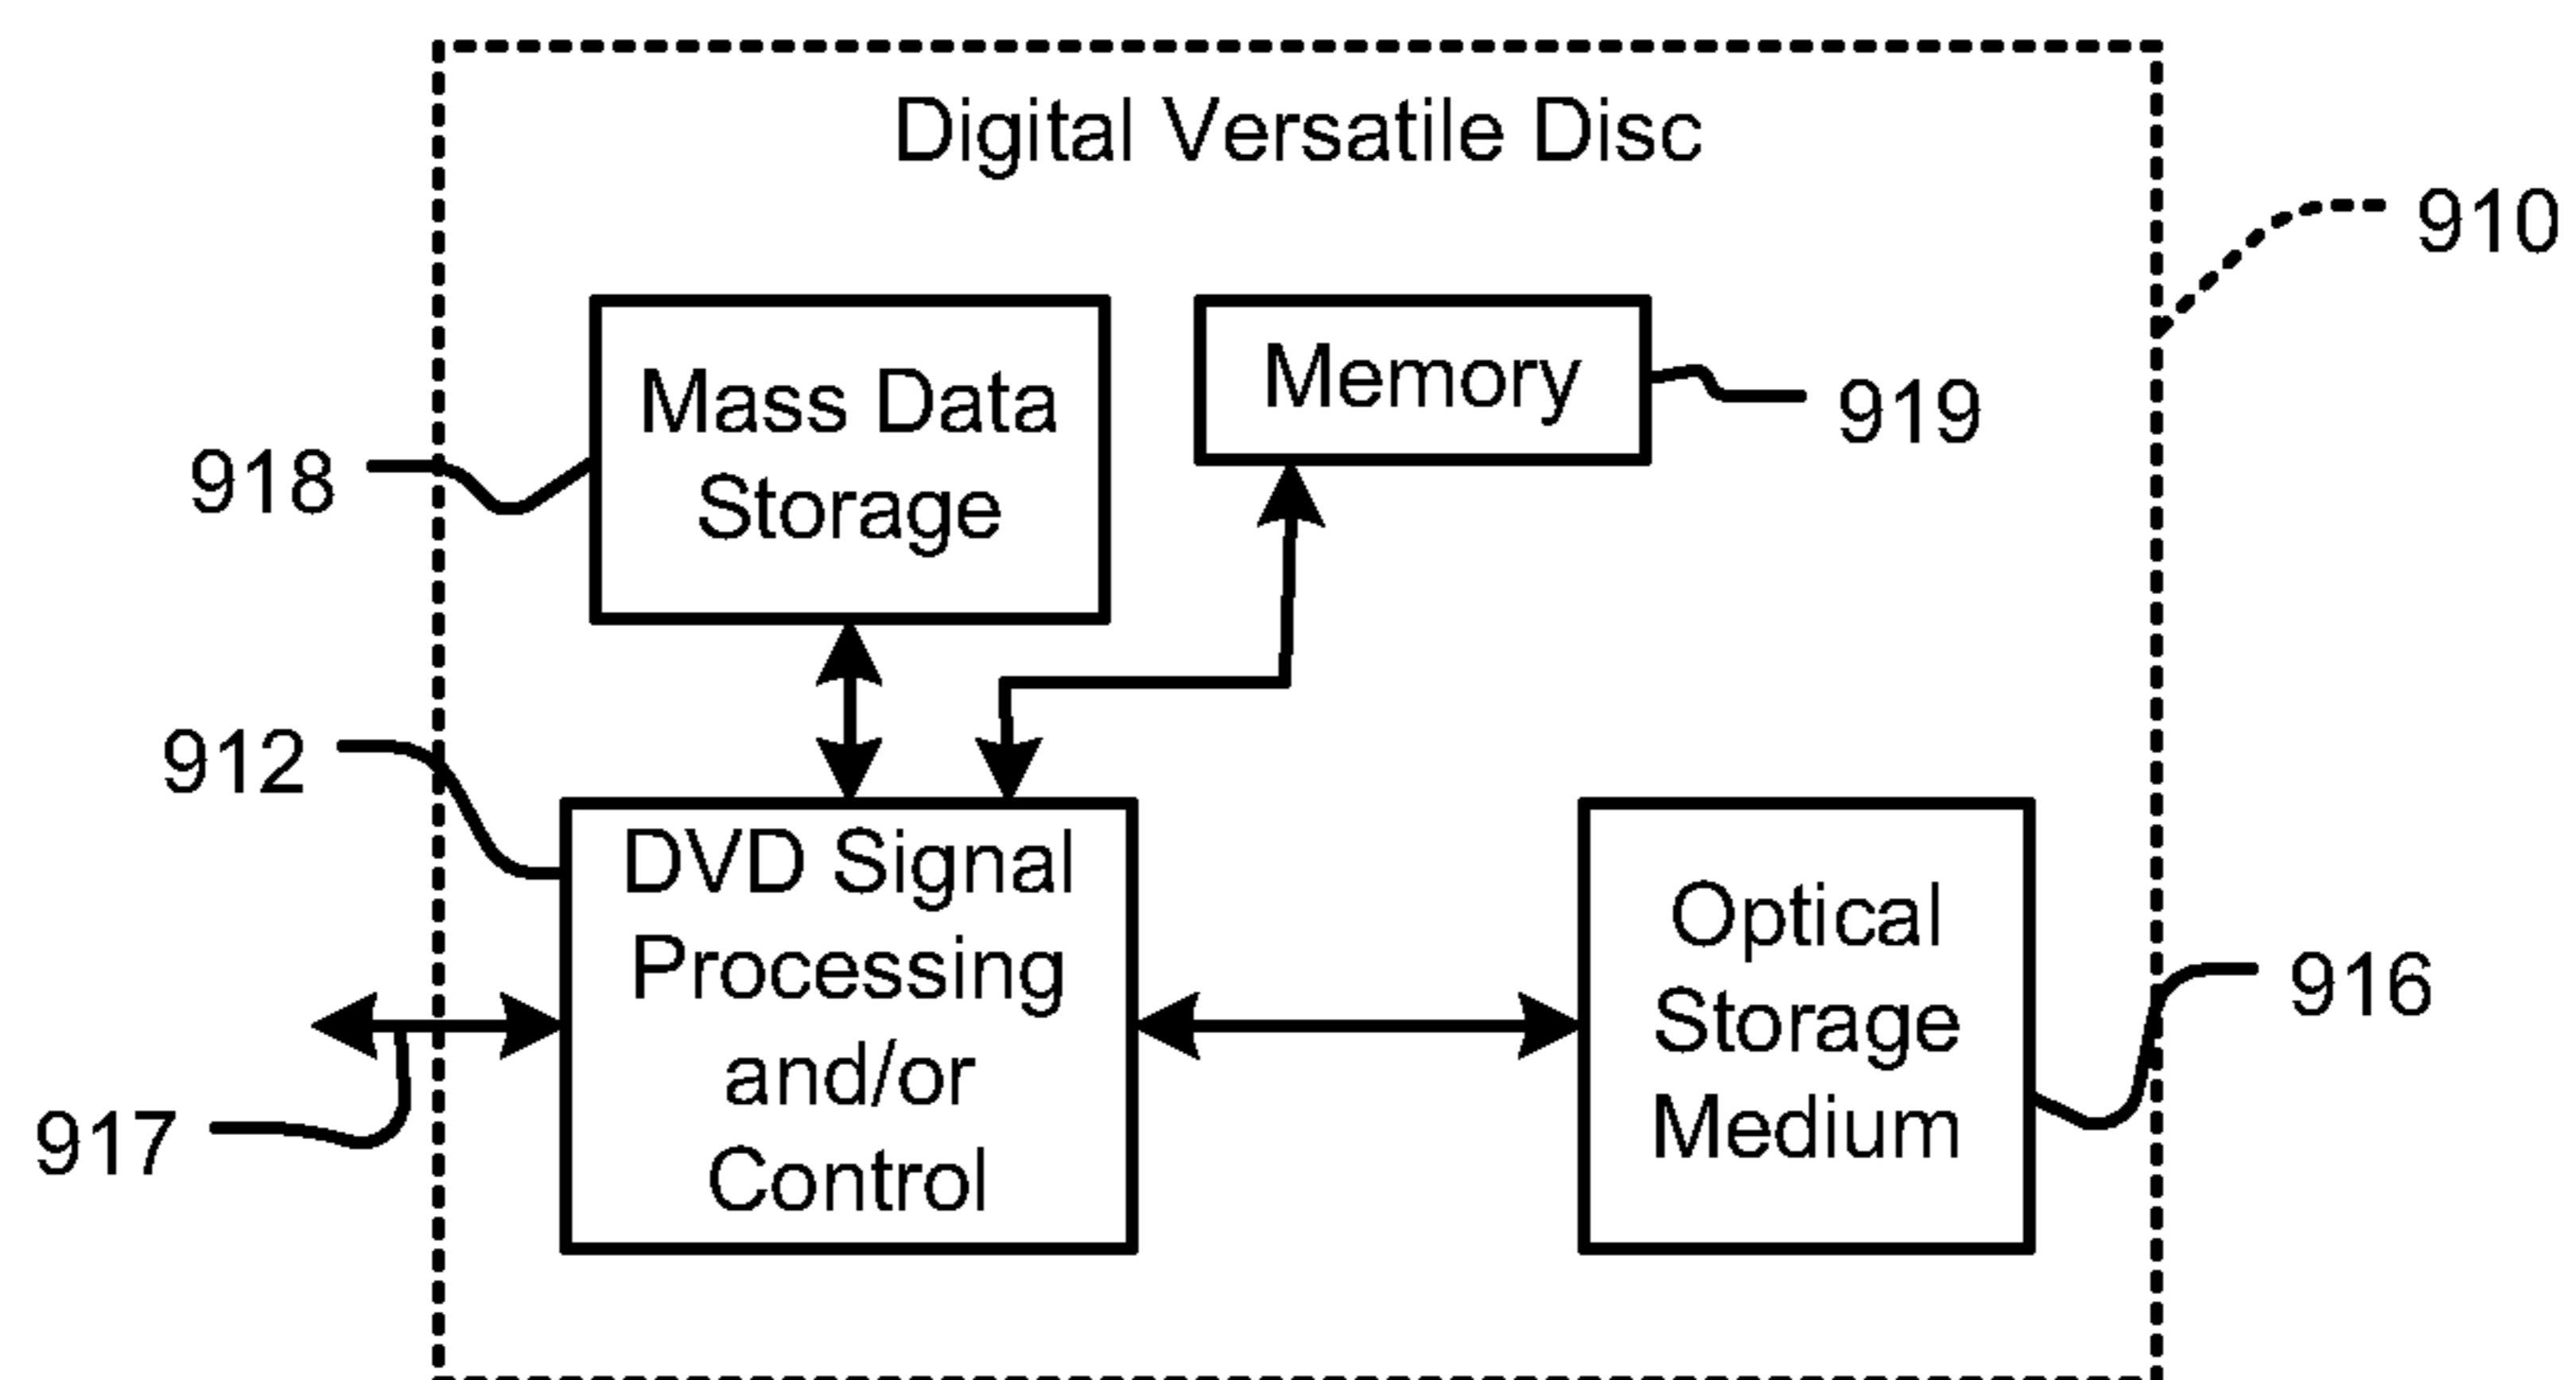 Digital Versatile Disc
910
Mass Data
Storage
Memory
918
919
912
DVD Signal
Processing
and/or
Control
Optical
Storage
Medium
916
917